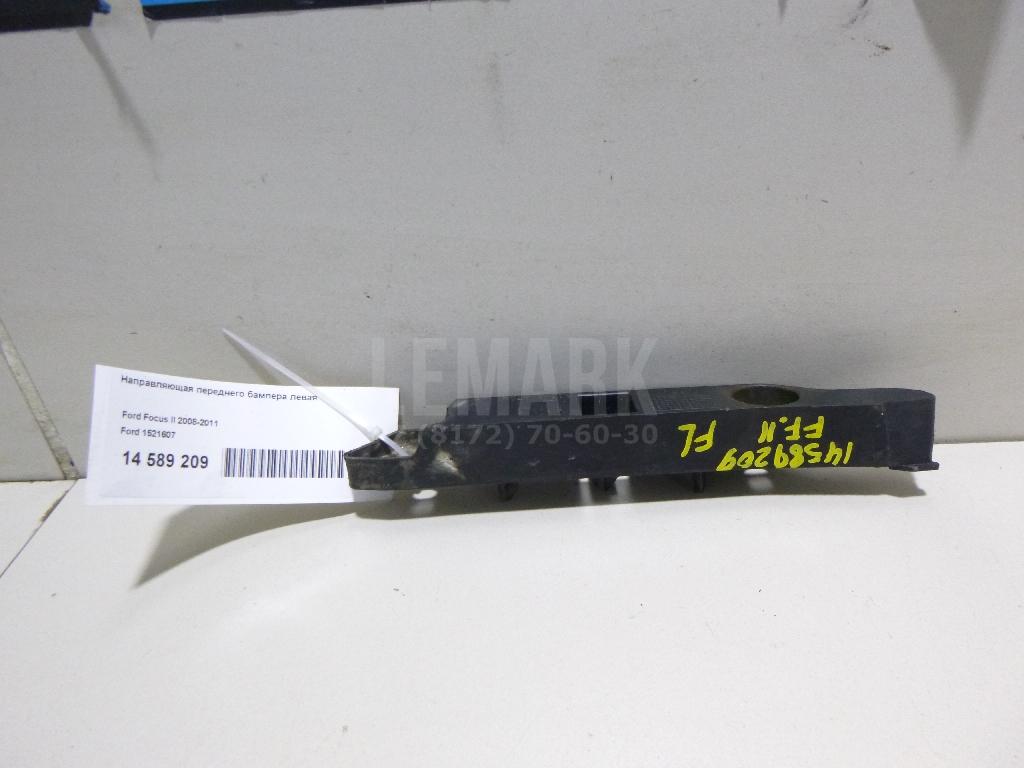 LEMARK
(8172) 70-60-30
Направляющая переднего бампера левая
Ford Focus II 2008-2011
Ford 1521607
14 589 209
14589209
FF.II
FL